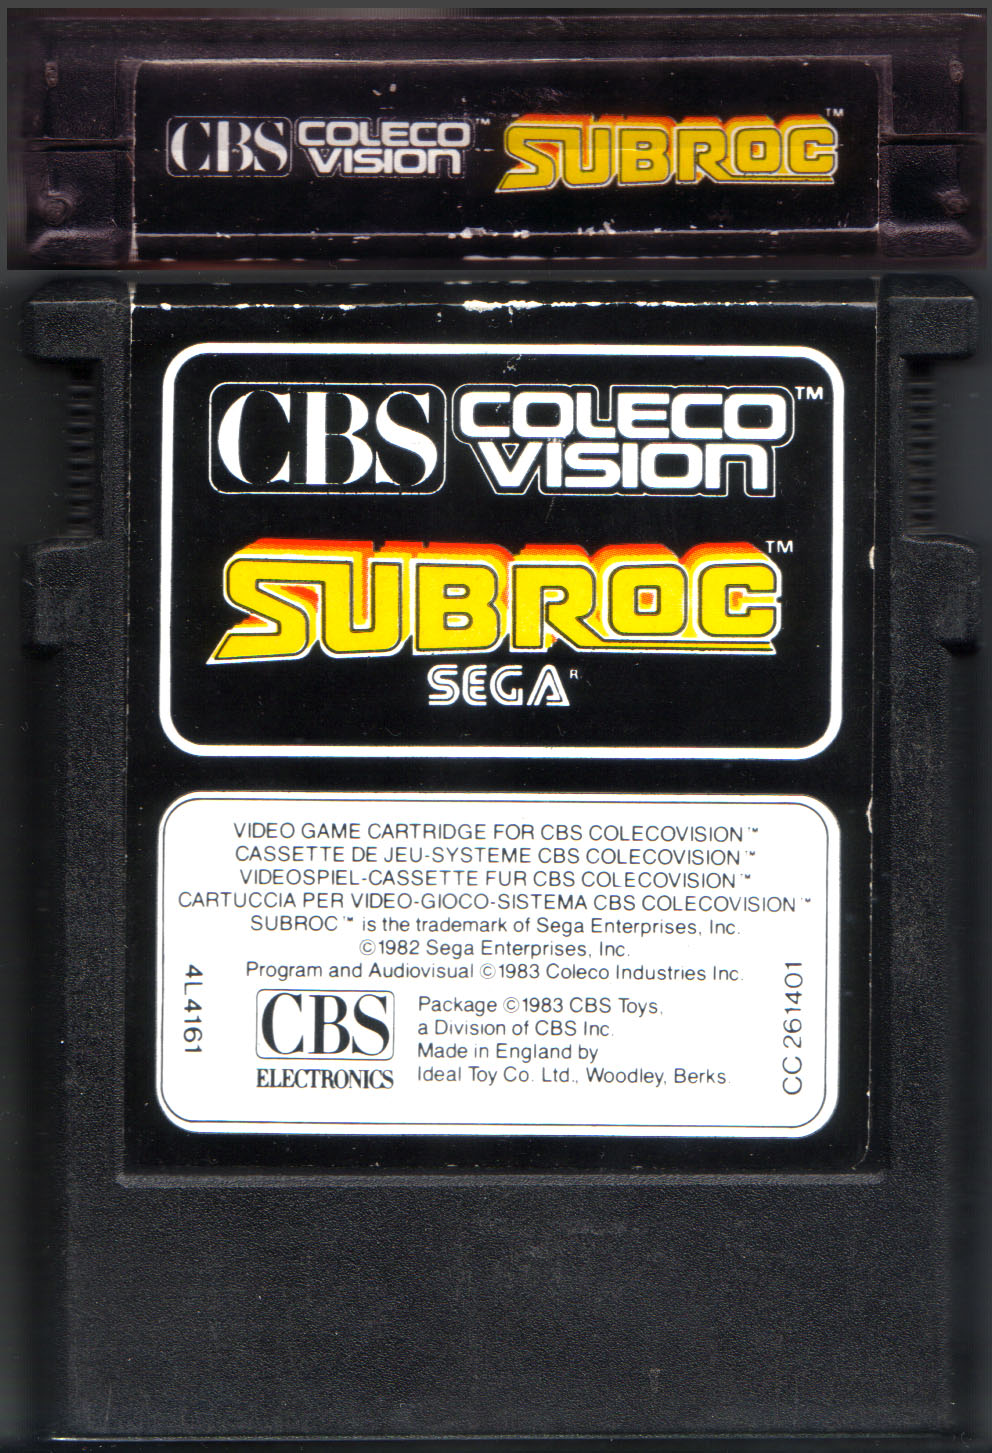 CBS COLECO VISION™ SUBROC™
CBS COLECO VISION™
SUBROC™
SEGA®
VIDEO GAME CARTRIDGE FOR CBS COLECOVISION™
CASSETTE DE JEU-SYSTEME CBS COLECOVISION™
VIDEOSPIEL-CASSETTE FUR CBS COLECOVISION™
CARTUCCIA PER VIDEO-GIOCO-SISTEMA CBS COLECOVISION™
SUBROC™ is the trademark of Sega Enterprises, Inc.
©1982 Sega Enterprises, Inc.
Program and Audiovisual ©1983 Coleco Industries Inc.
4L4161
CBS
ELECTRONICS
Package ©1983 CBS Toys,
a Division of CBS Inc.
Made in England by
Ideal Toy Co. Ltd., Woodley, Berks.
CC 261401